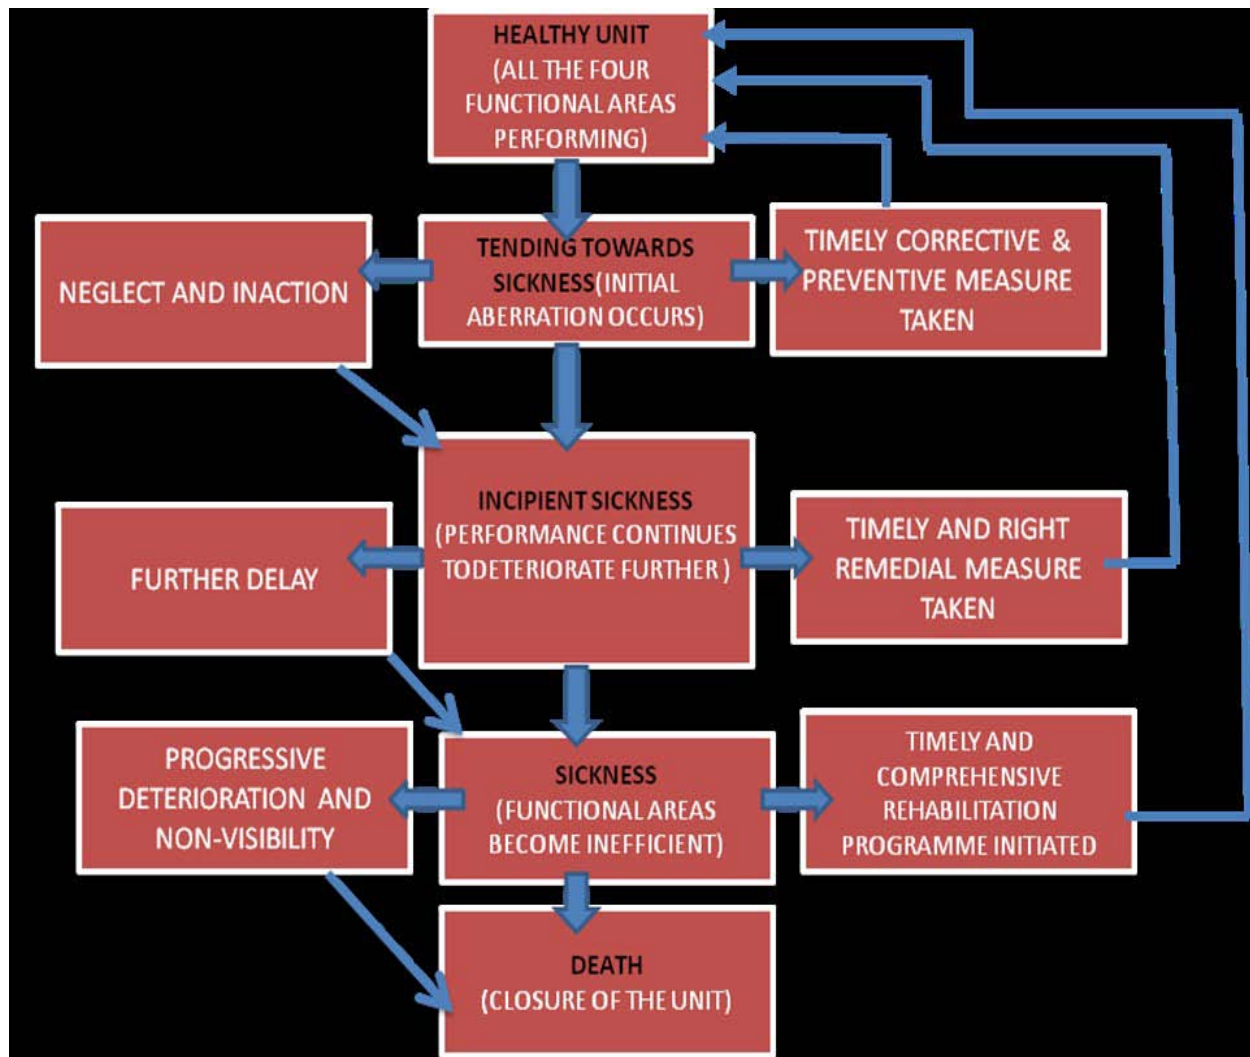 HEALTHY UNIT
(ALL THE FOUR
FUNCTIONAL AREAS
PERFORMING)
TENDING TOWARDS
SICKNESS(INITIAL
ABERRATION OCCURS)
NEGLECT AND INACTION
TIMELY CORRECTIVE &
PREVENTIVE MEASURE
TAKEN
INCIPIENT SICKNESS
(PERFORMANCE CONTINUES
TODETERIORATE FURTHER )
FURTHER DELAY
TIMELY AND RIGHT
REMEDIAL MEASURE
TAKEN
PROGRESSIVE
DETERIORATION AND
NON-VISIBILITY
SICKNESS
(FUNCTIONAL AREAS
BECOME INEFFICIENT)
TIMELY AND
COMPREHENSIVE
REHABILITATION
PROGRAMME INITIATED
DEATH
(CLOSURE OF THE UNIT)